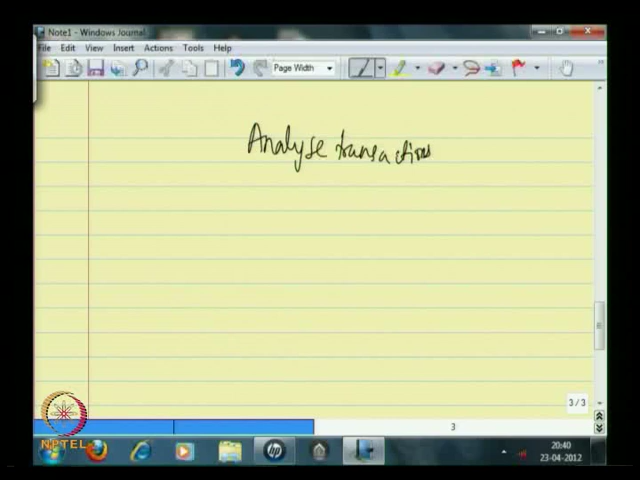 Note1 - Windows Journal
File Edit View Insert Actions Tools Help
Page Width
Analyse transactions
3/3
3
NPTEL
20:40
23-04-2012